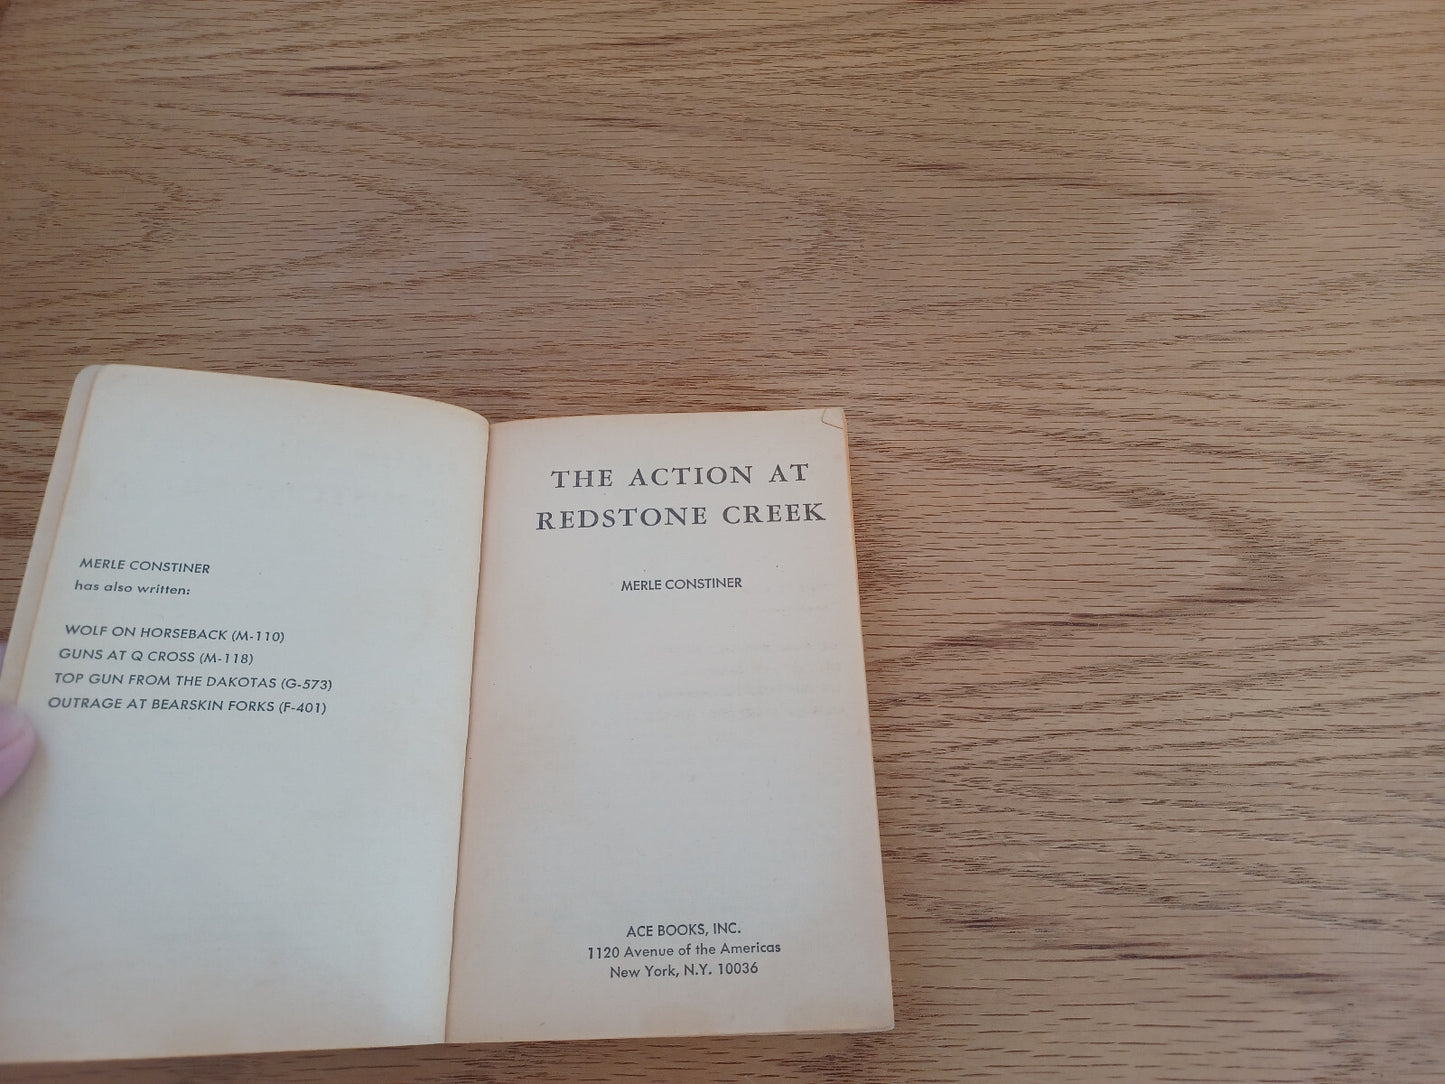 MERLE CONSTINER
has also written:
WOLF ON HORSEBACK (M-110)
GUNS AT Q CROSS (M-118)
TOP GUN FROM THE DAKOTAS (G-573)
OUTRAGE AT BEARSKIN FORKS (F-401)
THE ACTION AT
REDSTONE CREEK
MERLE CONSTINER
ACE BOOKS, INC.
1120 Avenue of the Americas
New York, N.Y. 10036